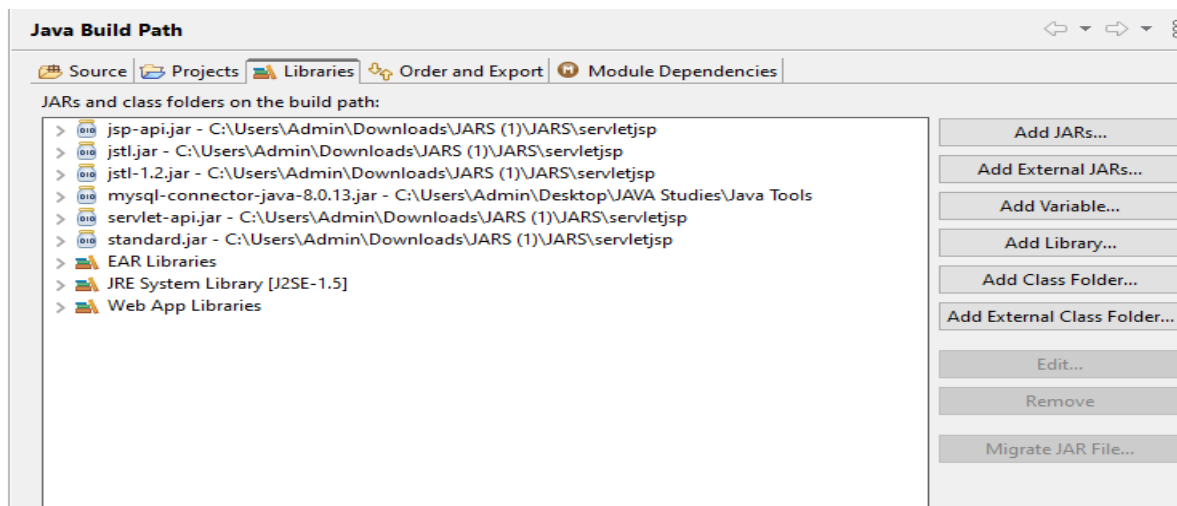 Java Build Path
Source Projects Libraries Order and Export Module Dependencies
JARs and class folders on the build path:
jsp-api.jar - C:\Users\Admin\Downloads\JARS (1)\JARS\servletjsp
jstl.jar - C:\Users\Admin\Downloads\JARS (1)\JARS\servletjsp
jstl-1.2.jar - C:\Users\Admin\Downloads\JARS (1)\JARS\servletjsp
mysql-connector-java-8.0.13.jar - C:\Users\Admin\Desktop\JAVA Studies\Java Tools
servlet-api.jar - C:\Users\Admin\Downloads\JARS (1)\JARS\servletjsp
standard.jar - C:\Users\Admin\Downloads\JARS (1)\JARS\servletjsp
EAR Libraries
JRE System Library [J2SE-1.5]
Web App Libraries
Add JARs...
Add External JARs...
Add Variable...
Add Library...
Add Class Folder...
Add External Class Folder...
Edit...
Remove
Migrate JAR File...